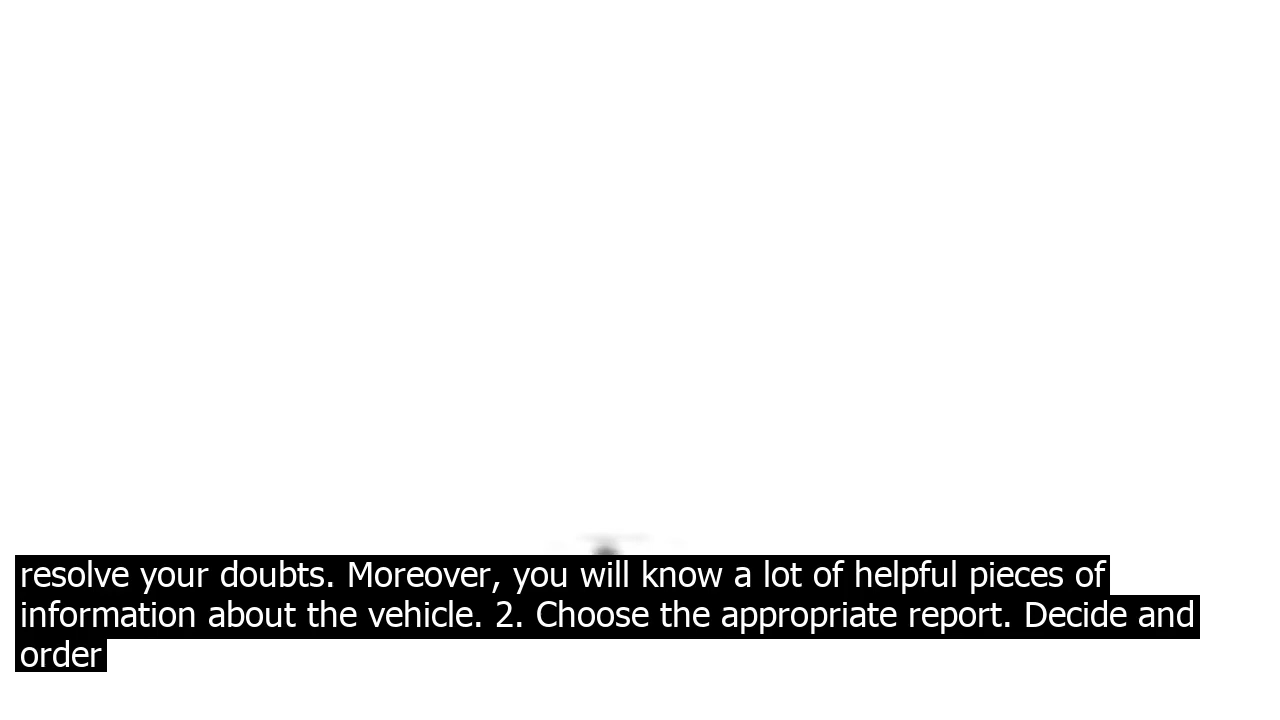 resolve your doubts. Moreover, you will know a lot of helpful pieces of
information about the vehicle. 2. Choose the appropriate report. Decide and
order